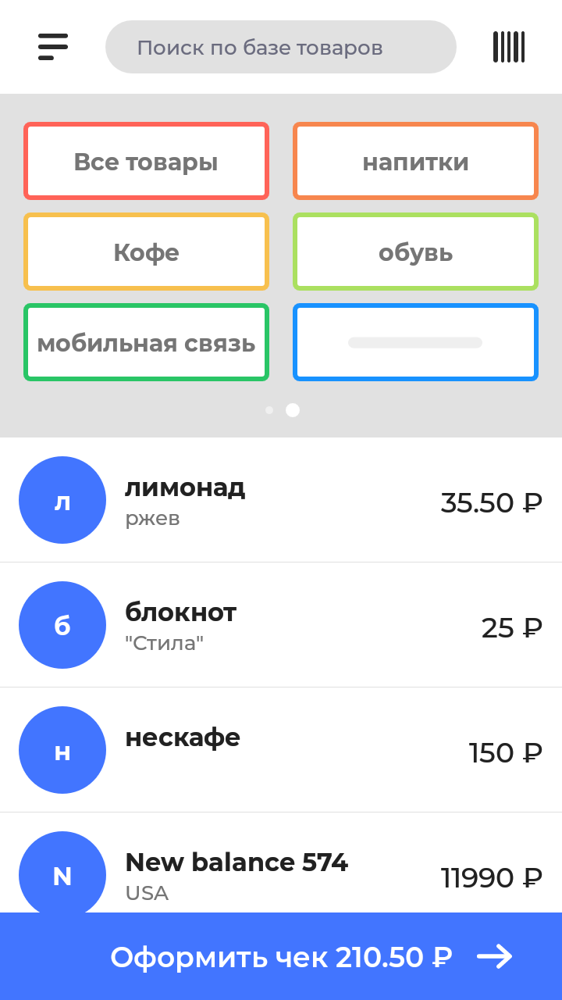 Поиск по базе товаров
Все товары
напитки
Кофе
обувь
мобильная связь
л
лимонад
ржев
35.50 ₽
б
блокнот
"Стила"
25 ₽
н
нескафе
150 ₽
N
New balance 574
USA
11990 ₽
Оформить чек 210.50 ₽